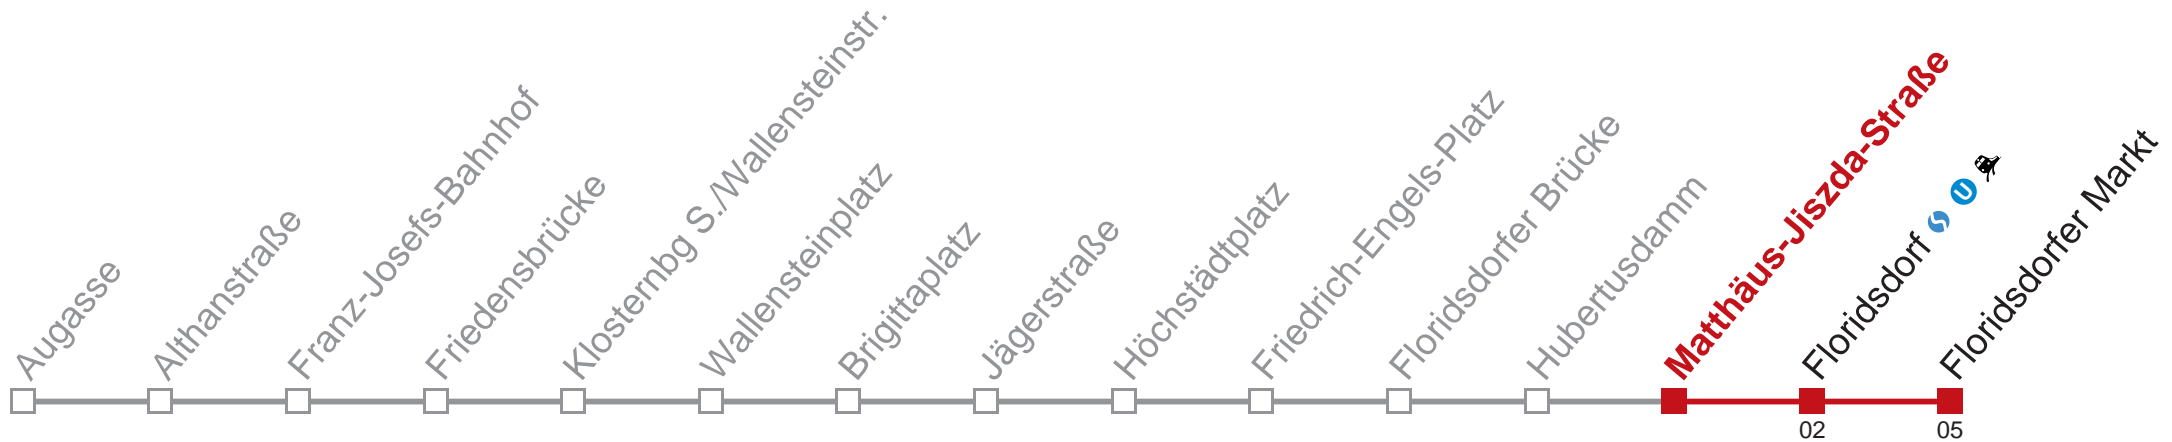 Augasse
Althanstraße
Franz-Josefs-Bahnhof
Friedensbrücke
Klosternbg S./Wallensteinstr.
Wallensteinplatz
Brigittaplatz
Jägerstraße
Höchstädtplatz
Friedrich-Engels-Platz
Floridsdorfer Brücke
Hubertusdamm
Matthäus-Jiszda-Straße
Floridsdorf S U
Floridsdorfer Markt
02
05